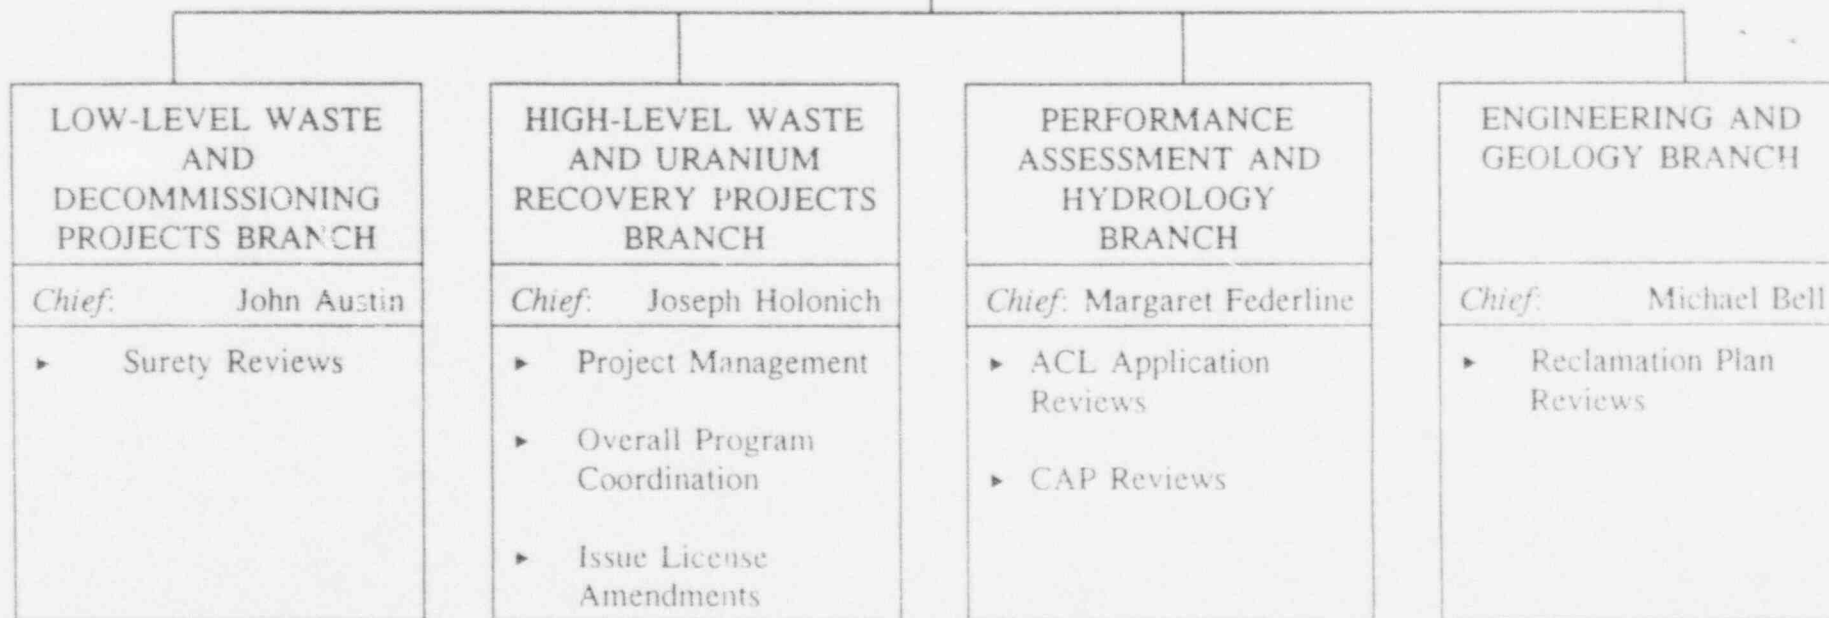 LOW-LEVEL WASTE
AND
DECOMMISSIONING
PROJECTS BRANCH
Chief: John Austin
► Surety Reviews
HIGH-LEVEL WASTE
AND URANIUM
RECOVERY PROJECTS
BRANCH
Chief: Joseph Holonich
► Project Management
► Overall Program
Coordination
► Issue License
Amendments
PERFORMANCE
ASSESSMENT AND
HYDROLOGY
BRANCH
Chief: Margaret Federline
► ACL Application
Reviews
► CAP Reviews
ENGINEERING AND
GEOLOGY BRANCH
Chief: Michael Bell
► Reclamation Plan
Reviews